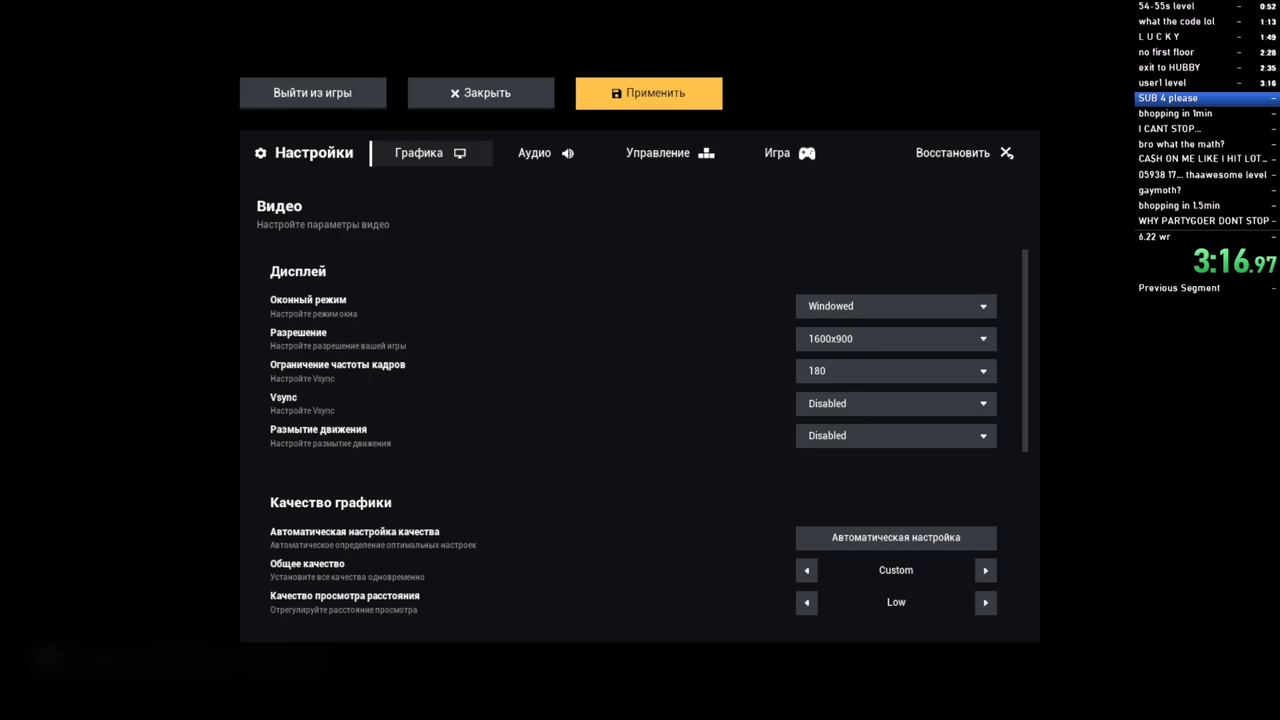 Выйти из игры
Закрыть
Применить
Настройки
Графика
Аудио
Управление
Игра
Восстановить
Видео
Настройте параметры видео
Дисплей
Оконный режим
Настройте режим окна
Windowed
Разрешение
Настройте разрешение вашей игры
1600x900
Ограничение частоты кадров
Настройте Vsync
180
Vsync
Настройте Vsync
Disabled
Размытие движения
Настройте размытие движения
Disabled
Качество графики
Автоматическая настройка качества
Автоматическое определение оптимальных настроек
Автоматическая настройка
Общее качество
Установите все качества одновременно
Custom
Качество просмотра расстояния
Отрегулируйте расстояние просмотра
Low
54-55s level – 0:52
what the code lol – 1:13
L U C K Y – 1:49
no first floor – 2:28
exit to HUBBY – 2:35
user1 level – 3:16
SUB 4 please –
bhopping in 1min –
I CANT STOP... –
bro what the math? –
CA$H ON ME LIKE I HIT LOT... –
05938 17... thaawesome level –
gaymoth? –
bhopping in 1.5min –
WHY PARTYGOER DONT STOP –
6.22 wr –
3:16.97
Previous Segment –